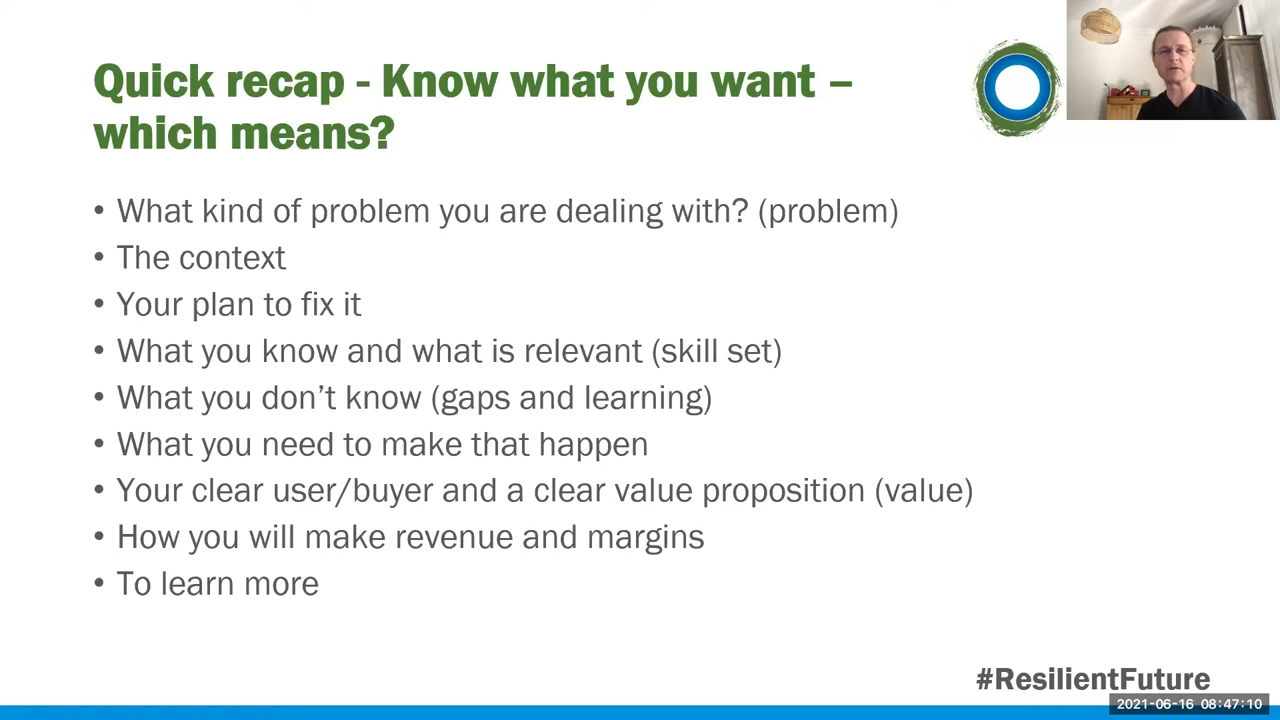 Quick recap - Know what you want –
which means?
• What kind of problem you are dealing with? (problem)
• The context
• Your plan to fix it
• What you know and what is relevant (skill set)
• What you don’t know (gaps and learning)
• What you need to make that happen
• Your clear user/buyer and a clear value proposition (value)
• How you will make revenue and margins
• To learn more
#ResilientFuture
2021-06-16 08:47:10